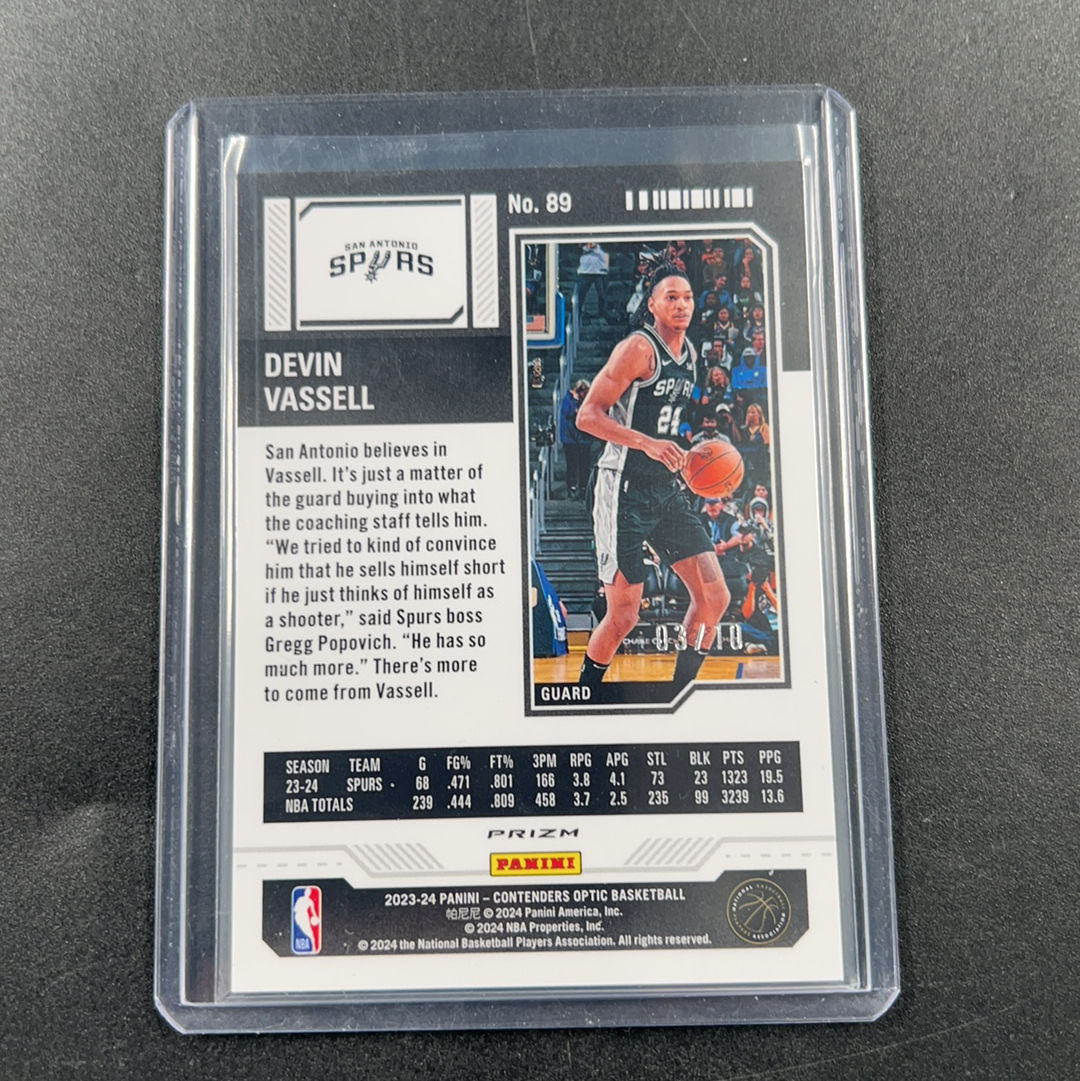 No. 89
SAN ANTONIO
SPURS
DEVIN
VASSELL
San Antonio believes in
Vassell. It's just a matter of
the guard buying into what
the coaching staff tells him.
“We tried to kind of convince
him that he sells himself short
if he just thinks of himself as
a shooter,” said Spurs boss
Gregg Popovich. “He has so
much more.” There's more
to come from Vassell.
SPURS
24
03/10
GUARD
SEASON TEAM G FG% FT% 3PM RPG APG STL BLK PTS PPG
23-24 SPURS 68 .471 .801 166 3.8 4.1 73 23 1323 19.5
NBA TOTALS 239 .444 .809 458 3.7 2.5 235 99 3239 13.6
PRIZM
PANINI
2023-24 PANINI – CONTENDERS OPTIC BASKETBALL
帕尼尼 © 2024 Panini America, Inc.
© 2024 NBA Properties, Inc.
© 2024 the National Basketball Players Association. All rights reserved.
NBA
NATIONAL BASKETBALL PLAYERS ASSOCIATION